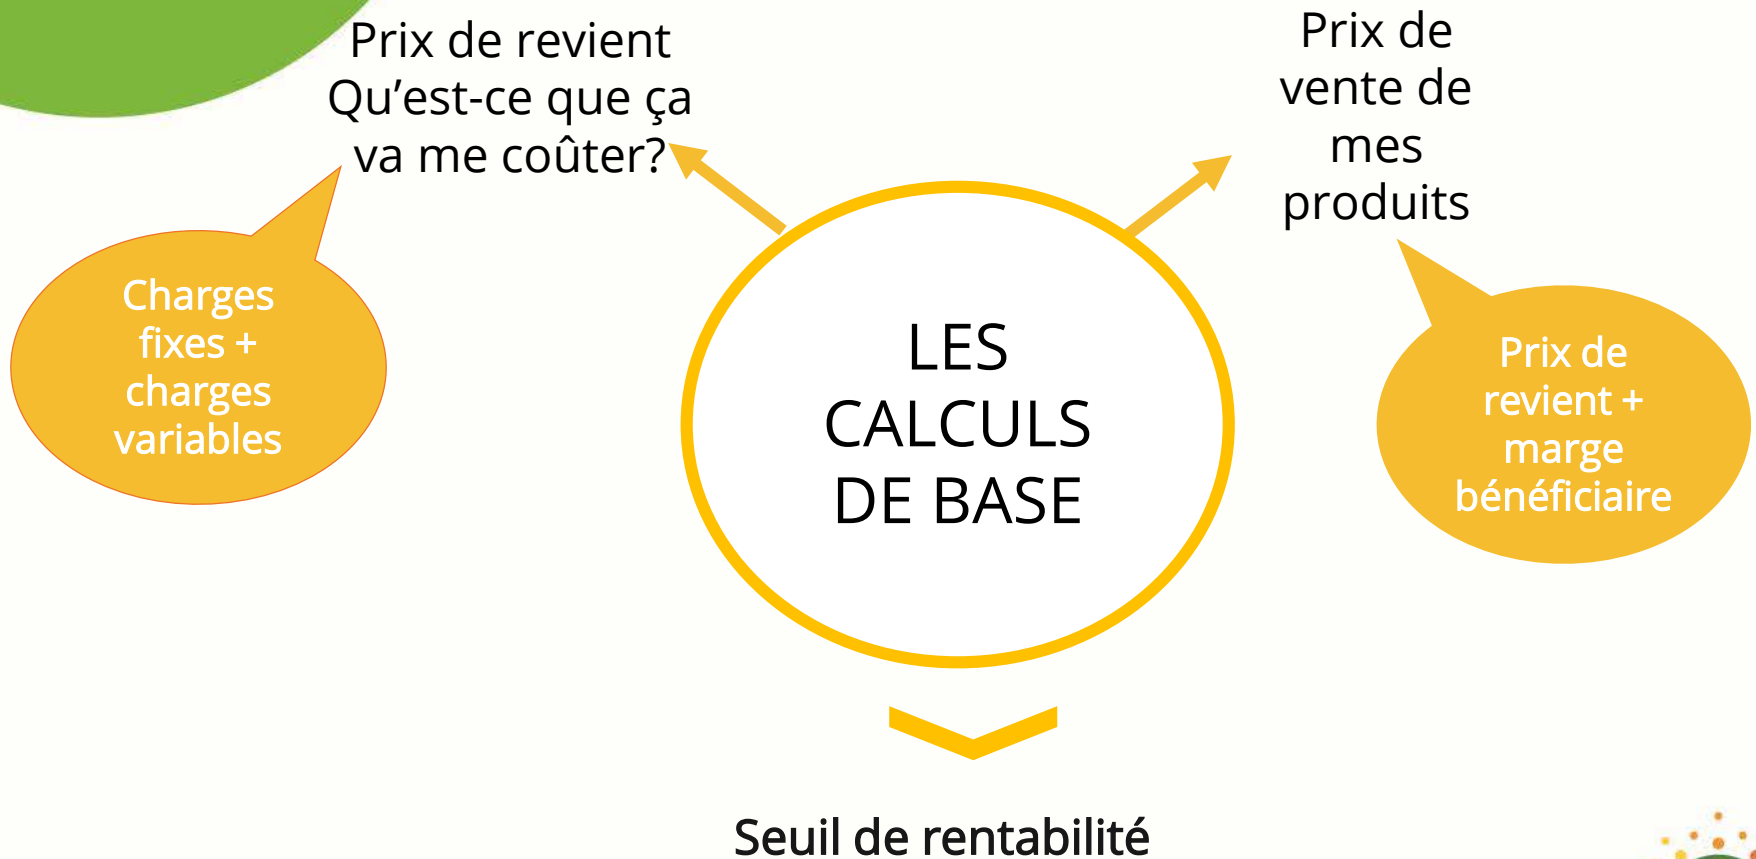 Prix de revient
Qu’est-ce que ça
va me coûter?
Charges
fixes +
charges
variables
LES
CALCULS
DE BASE
Prix de
vente de
mes
produits
Prix de
revient +
marge
bénéficiaire
Seuil de rentabilité